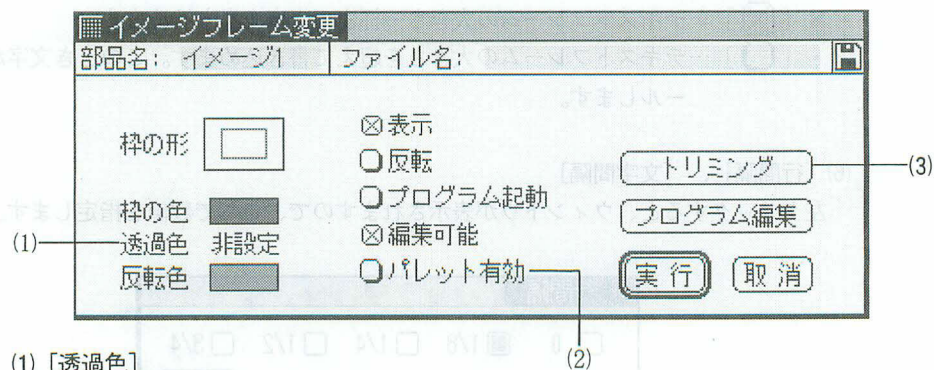 イメージフレーム変更
部品名: イメージ1 ファイル名:
枠の形
枠の色
透過色 非設定
反転色
表示
反転
プログラム起動
編集可能
パレット有効
トリミング
プログラム編集
実行 取消
(1)
(2)
(3)
(1) [透過色]